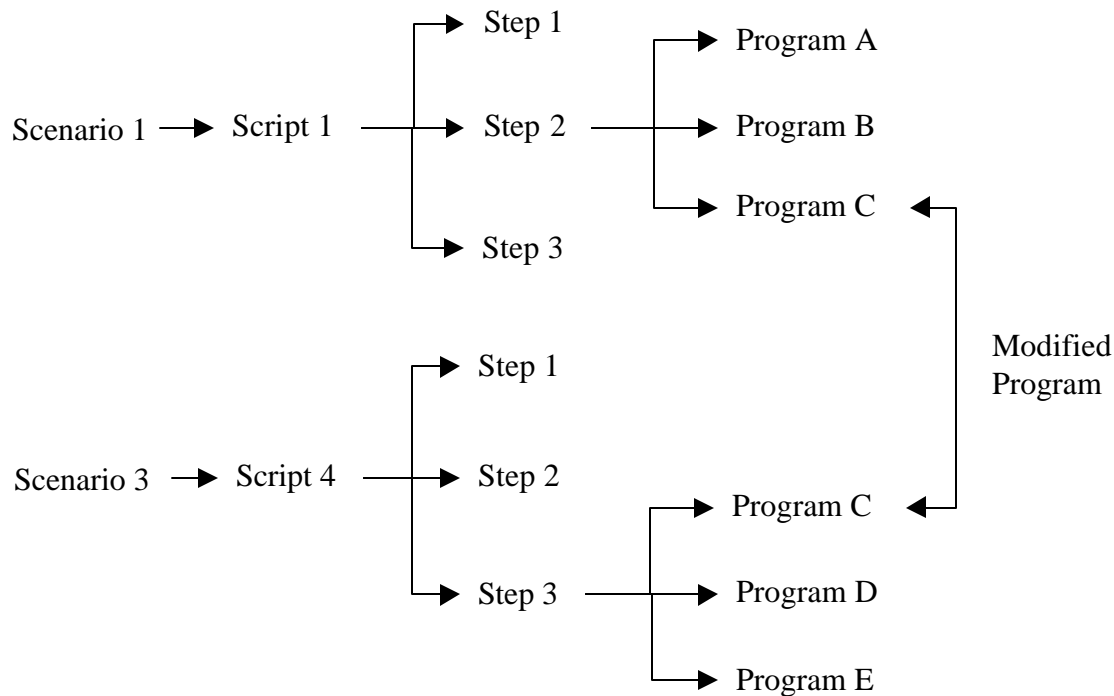 Step 1
Program A
Scenario 1
Script 1
Step 2
Program B
Program C
Step 3
Modified
Program
Step 1
Scenario 3
Script 4
Step 2
Program C
Step 3
Program D
Program E